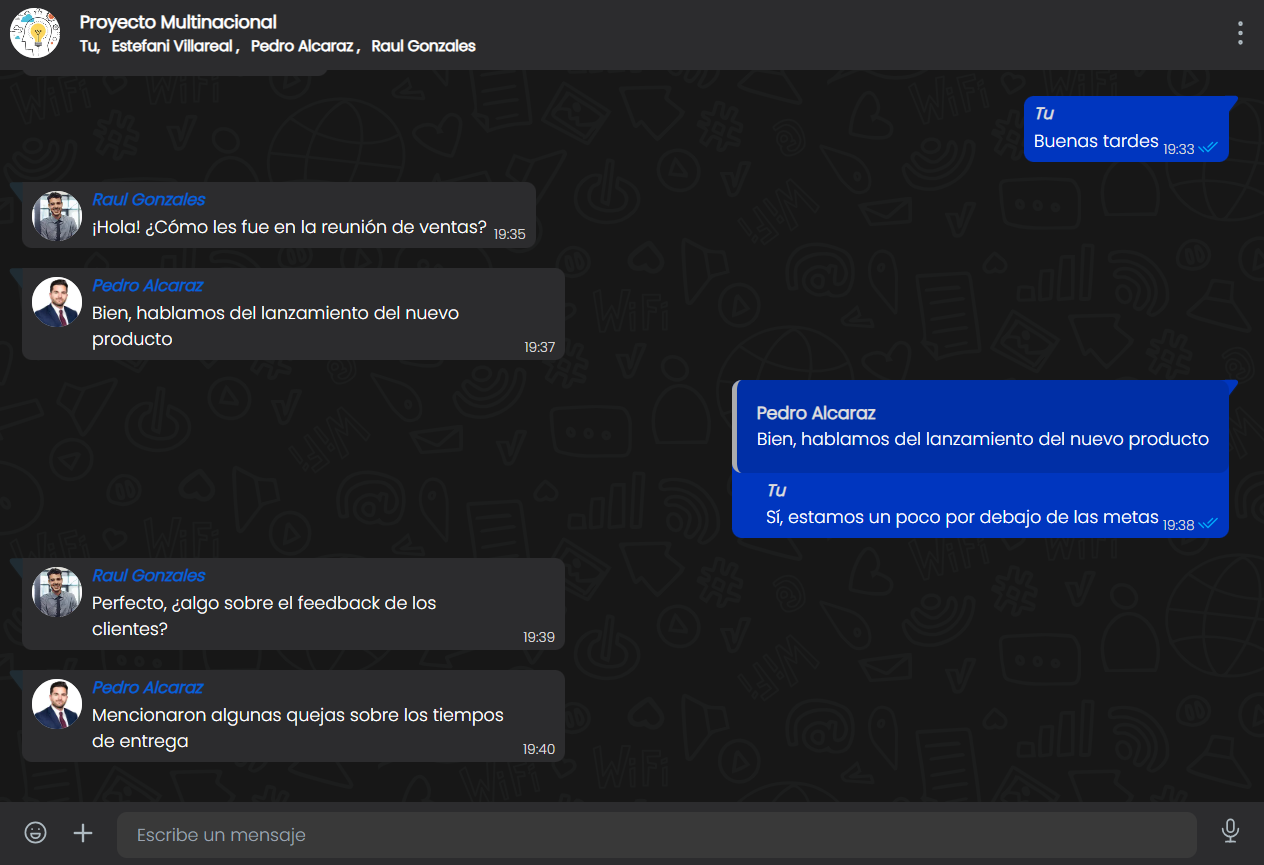 Proyecto Multinacional
Tu, Estefani Villareal , Pedro Alcaraz , Raul Gonzales
Tu
Buenas tardes 19:33
Raul Gonzales
¡Hola! ¿Cómo les fue en la reunión de ventas? 19:35
Pedro Alcaraz
Bien, hablamos del lanzamiento del nuevo
producto
19:37
Pedro Alcaraz
Bien, hablamos del lanzamiento del nuevo producto
Tu
Sí, estamos un poco por debajo de las metas 19:38
Raul Gonzales
Perfecto, ¿algo sobre el feedback de los
clientes?
19:39
Pedro Alcaraz
Mencionaron algunas quejas sobre los tiempos
de entrega
19:40
Escribe un mensaje